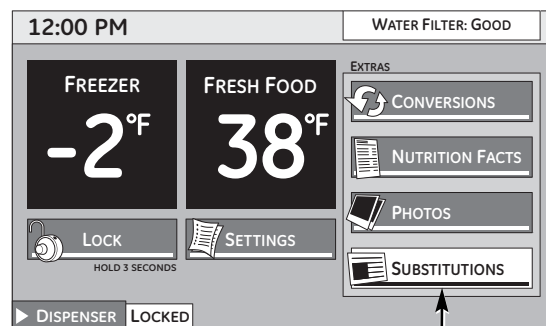 12:00 PM
WATER FILTER: GOOD
EXTRAS
FREEZER
-2°F
FRESH FOOD
38°F
CONVERSIONS
NUTRITION FACTS
PHOTOS
SUBSTITUTIONS
LOCK
HOLD 3 SECONDS
SETTINGS
DISPENSER LOCKED